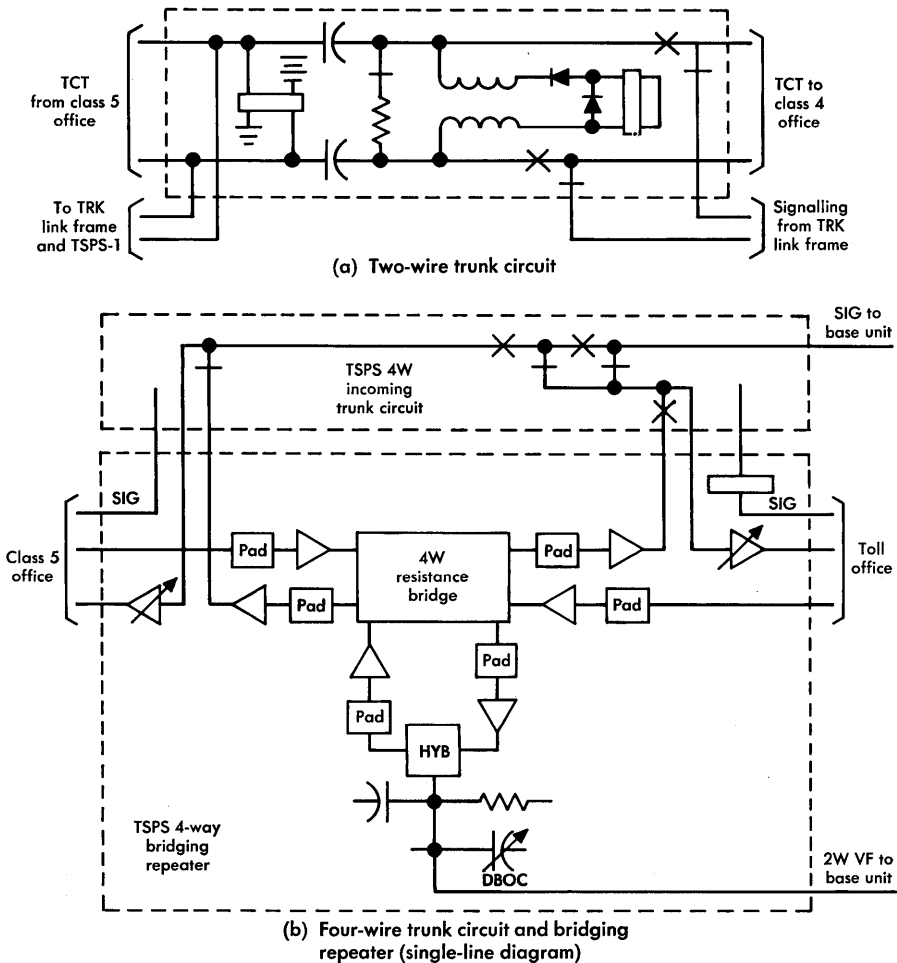 TCT
from class 5
office
TCT to
class 4
office
To TRK
link frame
and TSPS-1
Signalling
from TRK
link frame
(a) Two-wire trunk circuit
SIG to
base unit
TSPS 4W
incoming
trunk circuit
SIG
SIG
Class 5
office
Pad
4W
resistance
bridge
Pad
Toll
office
Pad
Pad
Pad
Pad
HYB
TSPS 4-way
bridging
repeater
DBOC
2W VF to
base unit
(b) Four-wire trunk circuit and bridging
repeater (single-line diagram)